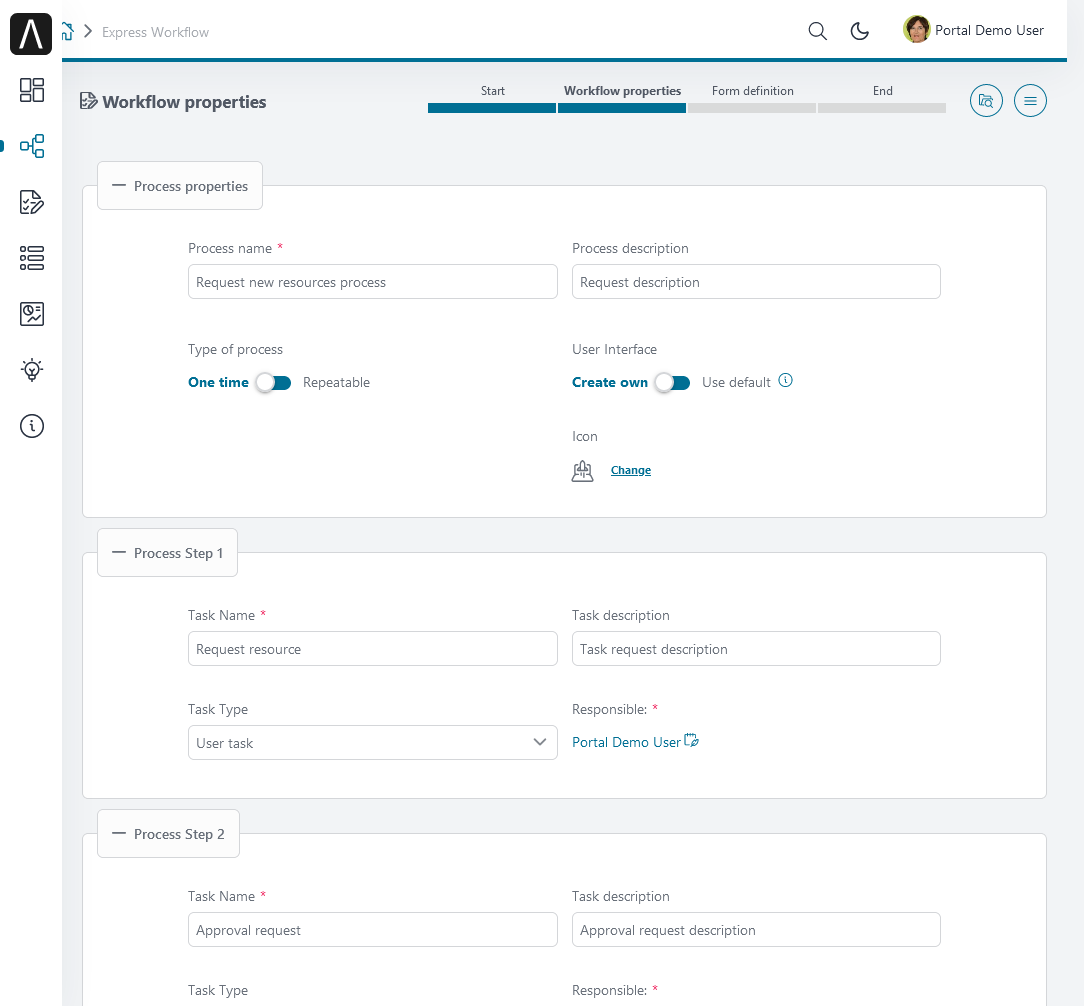 Express Workflow
Portal Demo User
Workflow properties
Start
Workflow properties
Form definition
End
Process properties
Process name *
Process description
Request new resources process
Request description
Type of process
User Interface
One time
Repeatable
Create own
Use default
Icon
Change
Process Step 1
Task Name *
Task description
Request resource
Task request description
Task Type
Responsible: *
User task
Portal Demo User
Process Step 2
Task Name *
Task description
Approval request
Approval request description
Task Type
Responsible: *